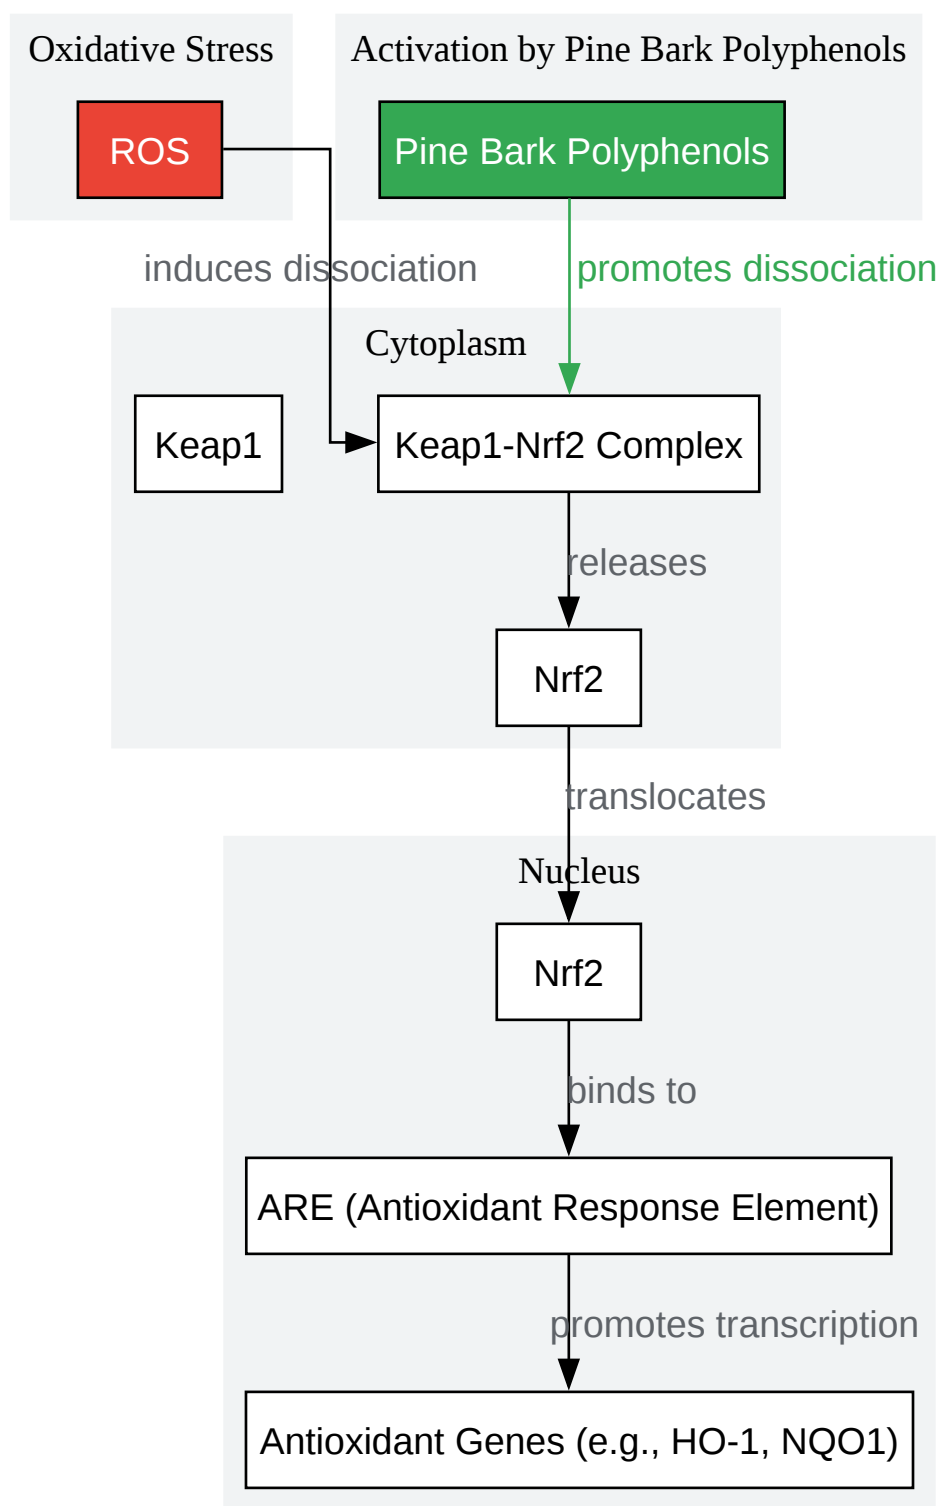 Oxidative Stress
Activation by Pine Bark Polyphenols
ROS
Pine Bark Polyphenols
induces dissociation
promotes dissociation
Cytoplasm
Keap1
Keap1-Nrf2 Complex
releases
Nrf2
translocates
Nucleus
Nrf2
binds to
ARE (Antioxidant Response Element)
promotes transcription
Antioxidant Genes (e.g., HO-1, NQO1)